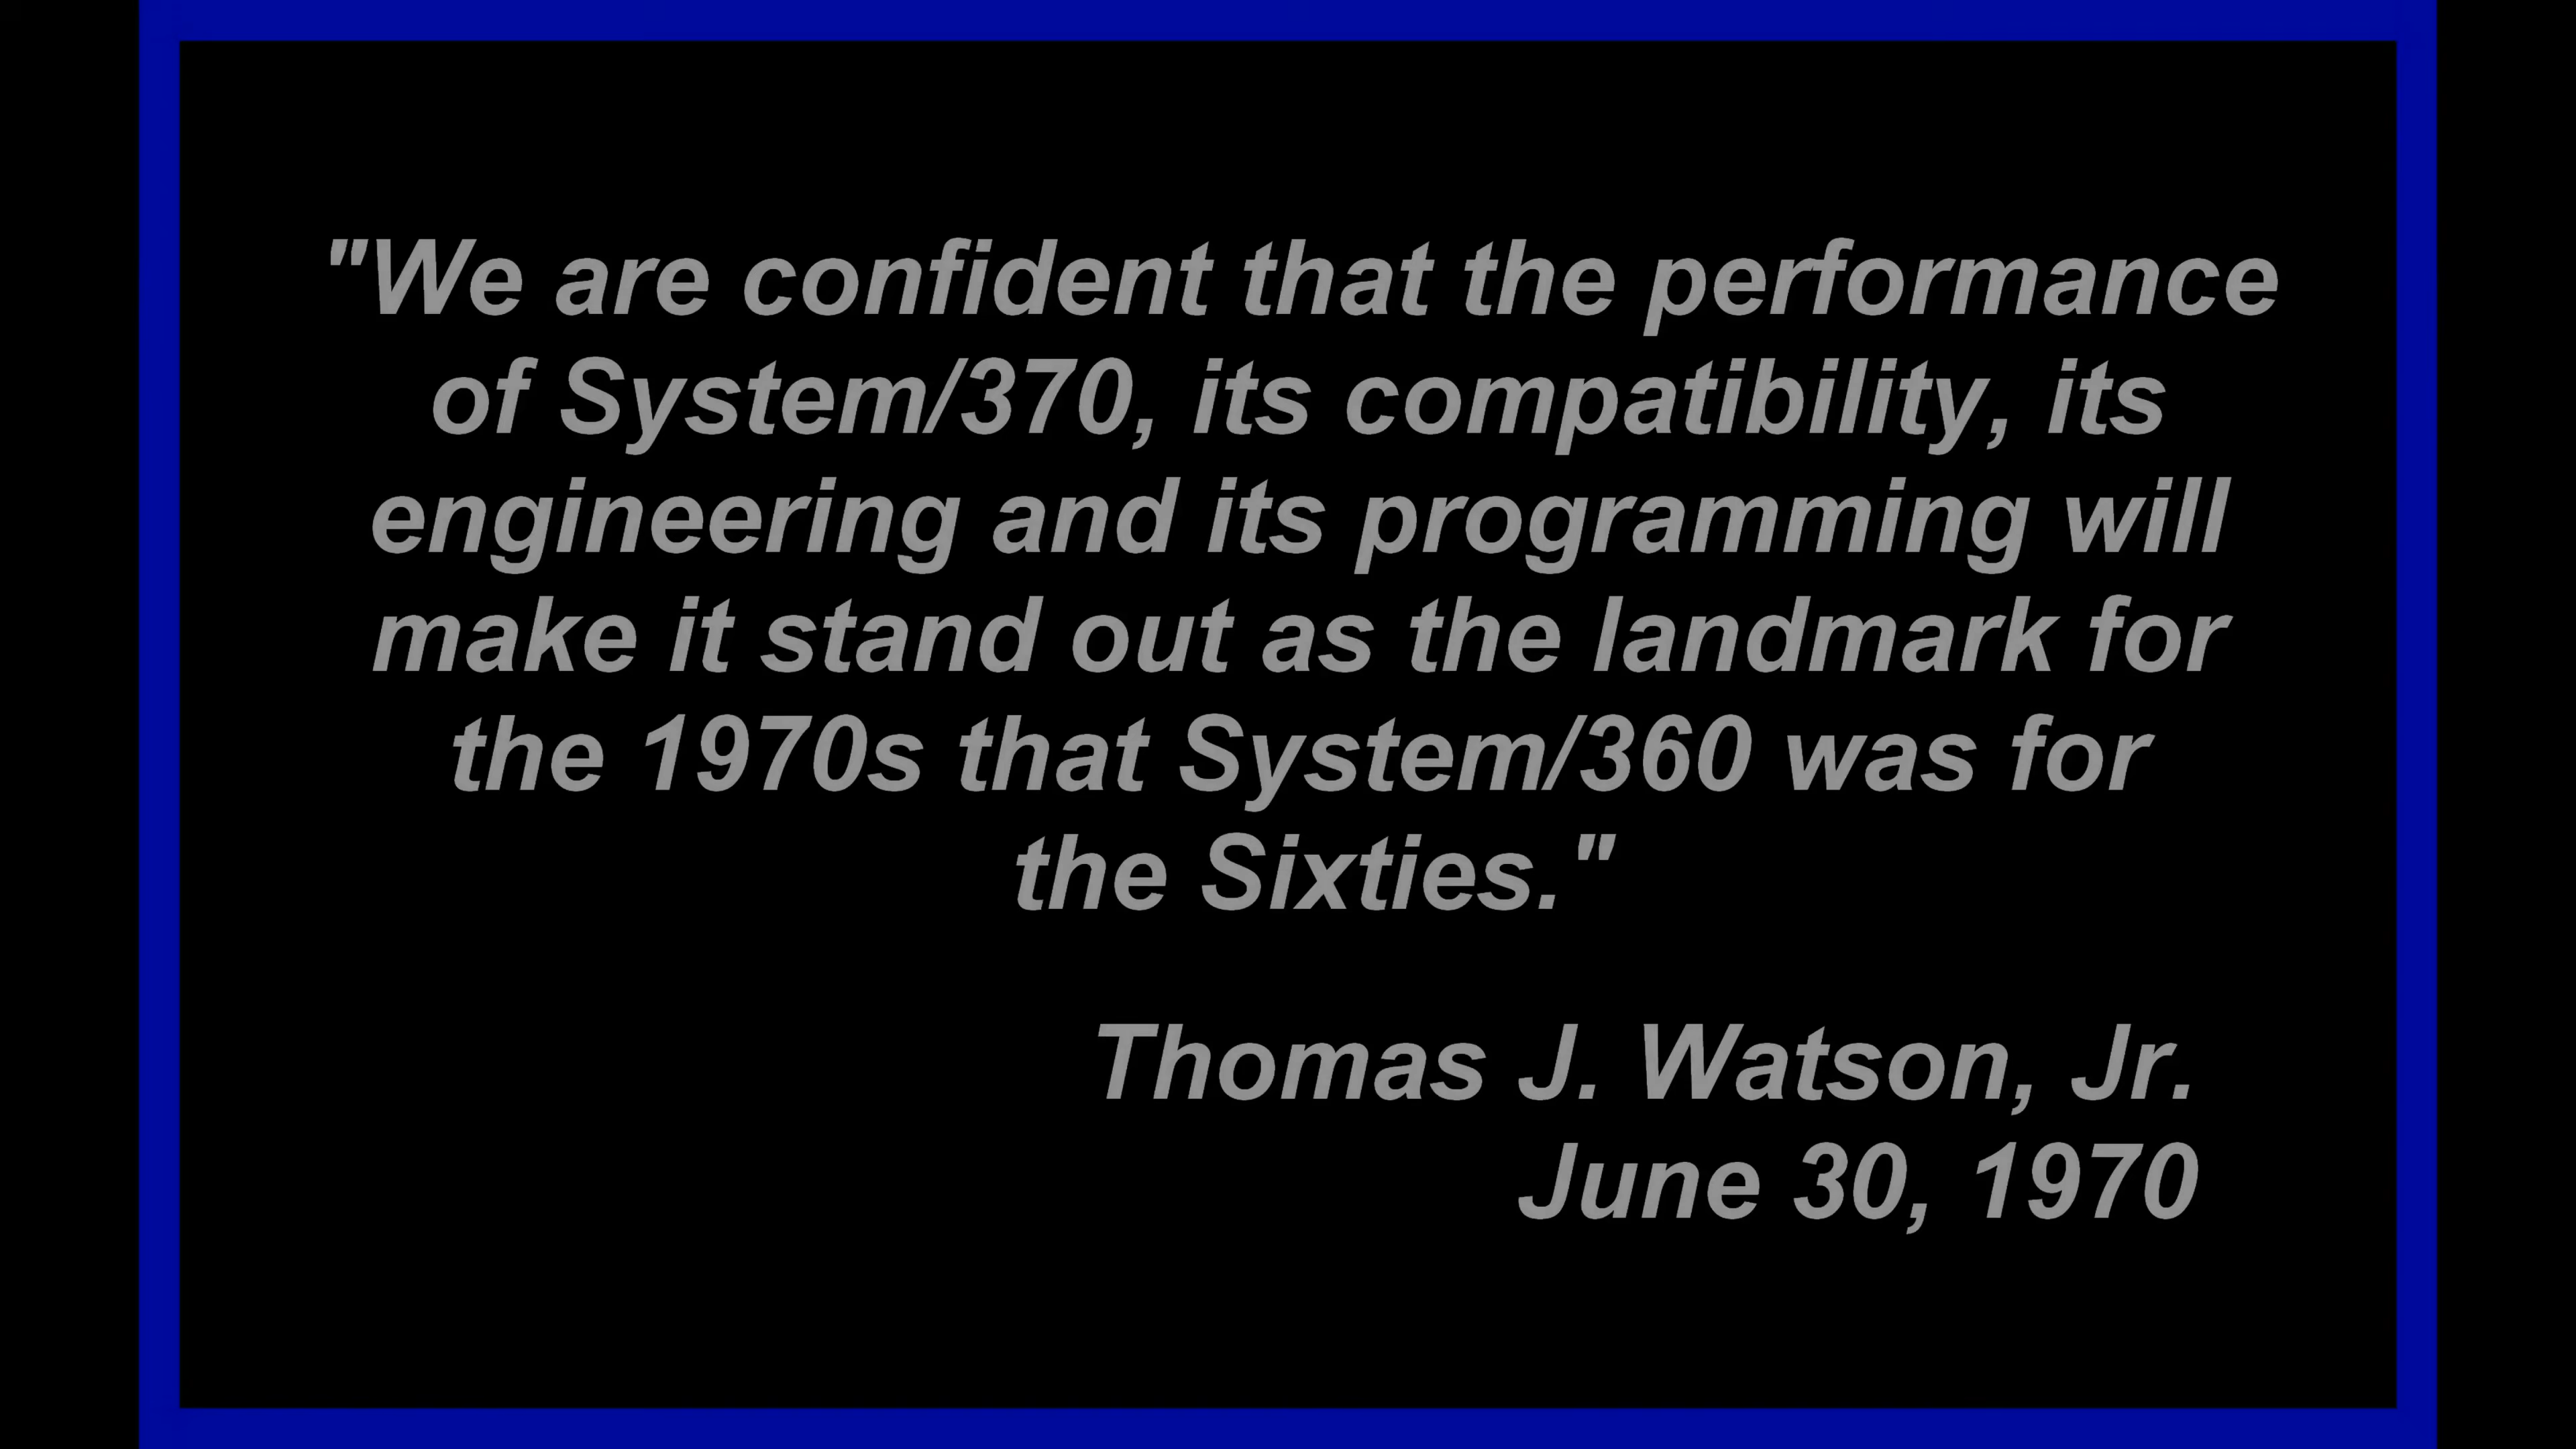 "We are confident that the performance
of System/370, its compatibility, its
engineering and its programming will
make it stand out as the landmark for
the 1970s that System/360 was for
the Sixties."
Thomas J. Watson, Jr.
June 30, 1970